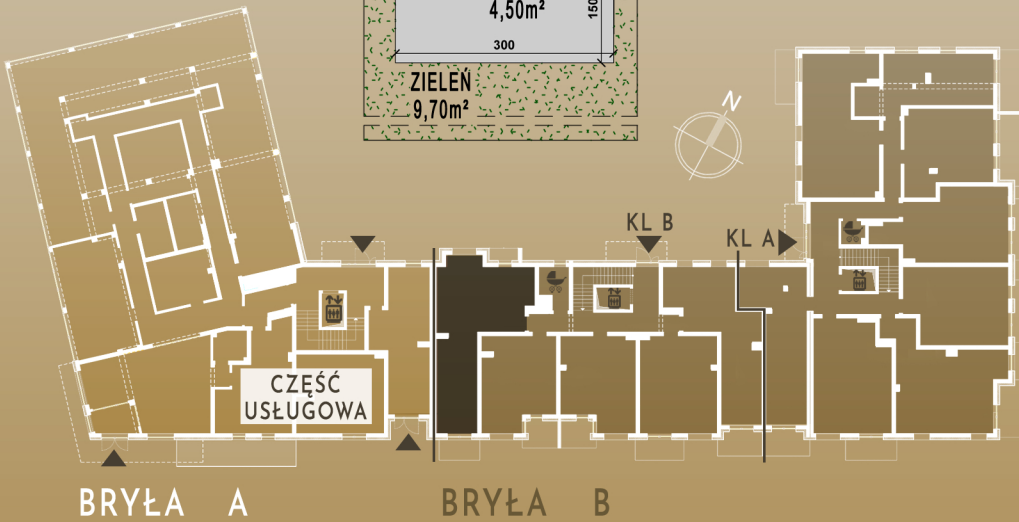 4,50m²
150
300
ZIELEŃ
9,70m²
N
KL B
KL A
CZĘŚĆ
USŁUGOWA
BRYŁA A
BRYŁA B